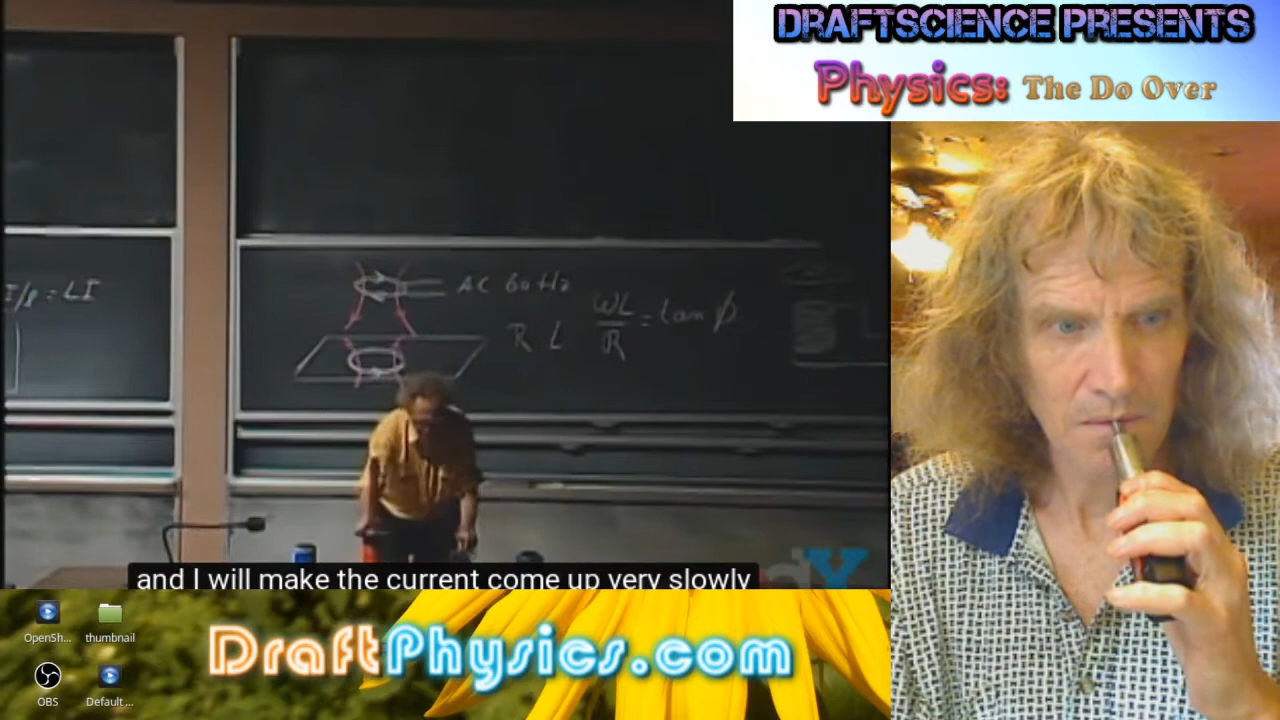 DRAFTSCIENCE PRESENTS
Physics: The Do Over
I/R = LI
AC 60 Hz
R L
ωL/R = tan φ
and I will make the current come up very slowly
X
DraftPhysics.com
OpenSh...
thumbnail
OBS
Default ...